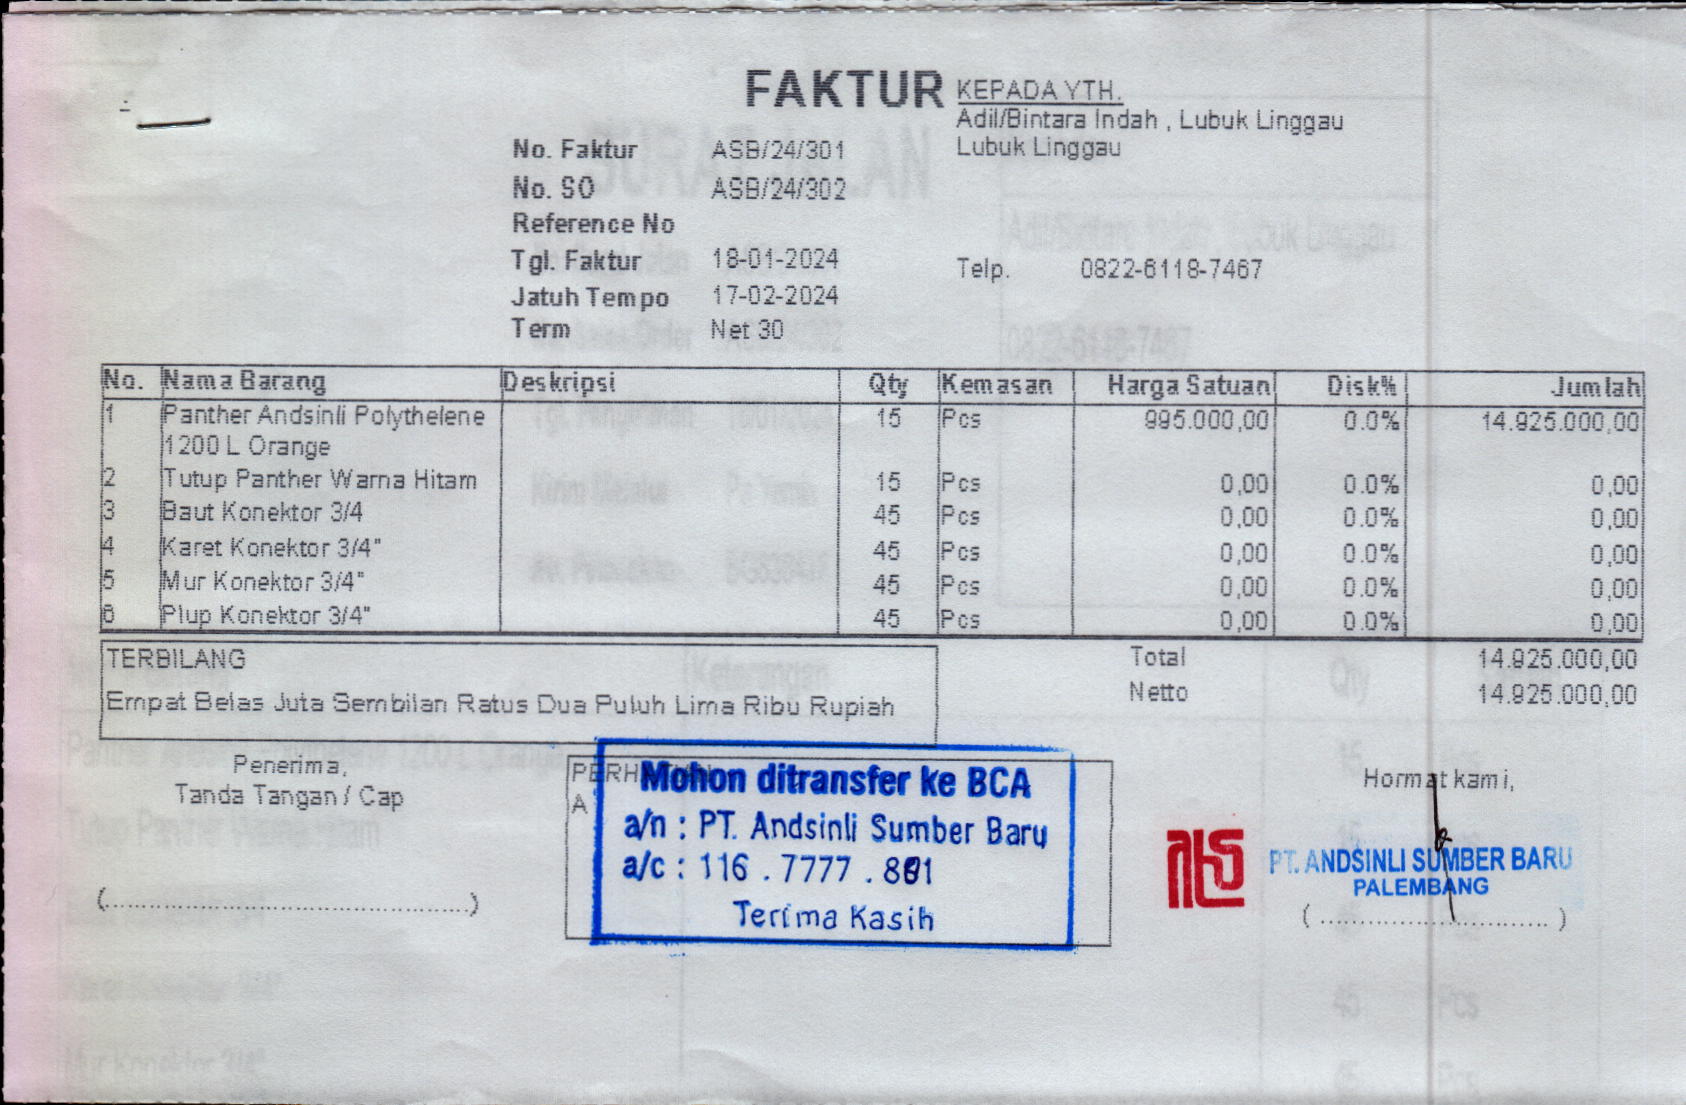 FAKTUR
KEPADA YTH.
Adil/Bintara Indah , Lubuk Linggau
Lubuk Linggau
No. Faktur ASB/24/301
No. SO ASB/24/302
Reference No
Tgl. Faktur 18-01-2024
Telp. 0822-6118-7467
Jatuh Tempo 17-02-2024
Term Net 30
No. Nama Barang Deskripsi Qty Kemasan Harga Satuan Disk% Jumlah
1 Panther Andsinli Polythelene 15 Pcs 995.000,00 0.0% 14.925.000,00
1200 L Orange
2 Tutup Panther Warna Hitam 15 Pcs 0,00 0.0% 0,00
3 Baut Konektor 3/4 45 Pcs 0,00 0.0% 0,00
4 Karet Konektor 3/4" 45 Pcs 0,00 0.0% 0,00
5 Mur Konektor 3/4" 45 Pcs 0,00 0.0% 0,00
6 Plup Konektor 3/4" 45 Pcs 0,00 0.0% 0,00
TERBILANG
Empat Belas Juta Sembilan Ratus Dua Puluh Lima Ribu Rupiah
Total 14.925.000,00
Netto 14.925.000,00
Penerima,
Tanda Tangan / Cap
(..........................................)
Mohon ditransfer ke BCA
a/n : PT. Andsinli Sumber Baru
a/c : 116 . 7777 . 801
Terima Kasih
Hormat kami,
PT. ANDSINLI SUMBER BARU
PALEMBANG
(..........................)